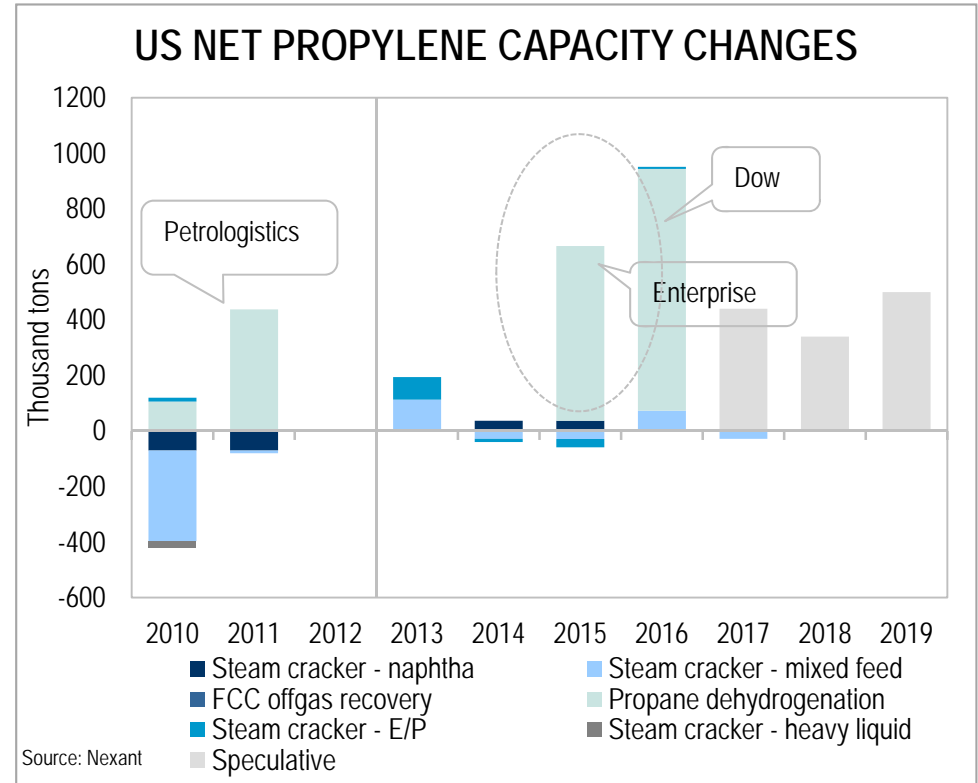 US NET PROPYLENE CAPACITY CHANGES
Thousand tons
1200
1000
800
600
400
200
0
-200
-400
-600
Petrologistics
Dow
Enterprise
2010 2011 2012 2013 2014 2015 2016 2017 2018 2019
Steam cracker - naphtha Steam cracker - mixed feed
FCC offgas recovery Propane dehydrogenation
Steam cracker - E/P Steam cracker - heavy liquid
Speculative
Source: Nexant